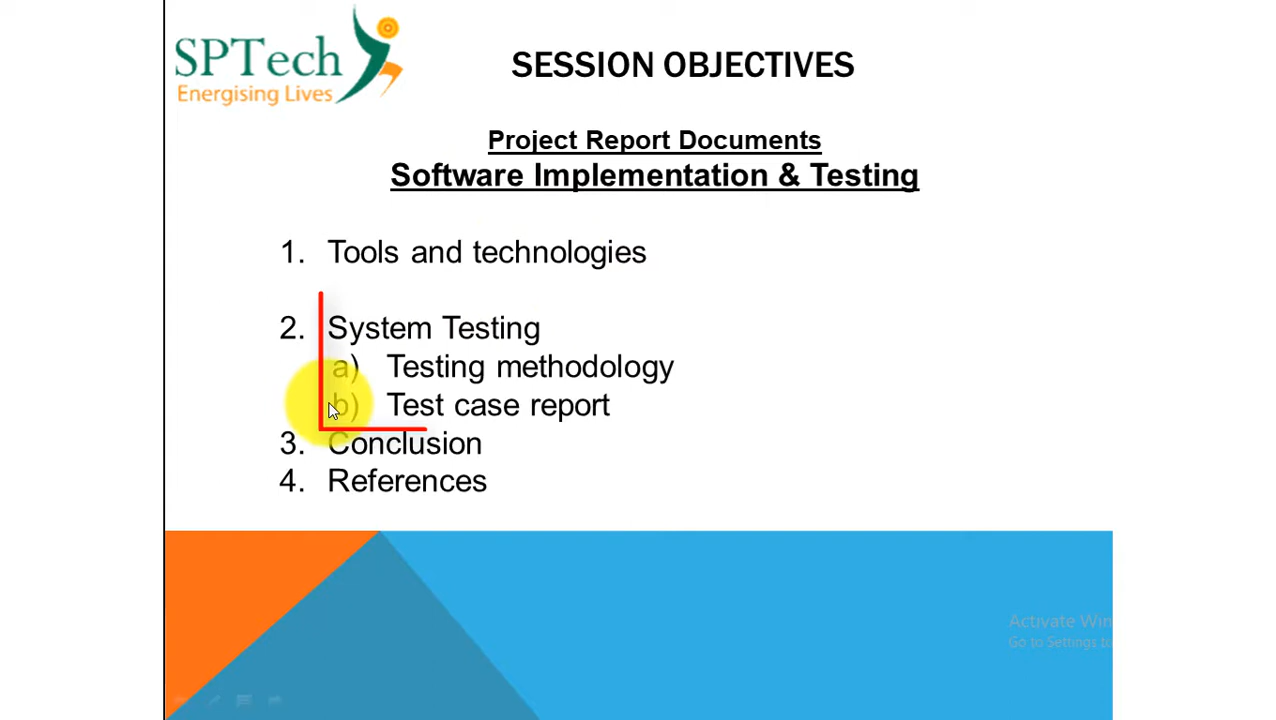 SPTech
Energising Lives
SESSION OBJECTIVES
Project Report Documents
Software Implementation & Testing
1. Tools and technologies
2. System Testing
a) Testing methodology
b) Test case report
3. Conclusion
4. References
Activate Win
Go to Settings to